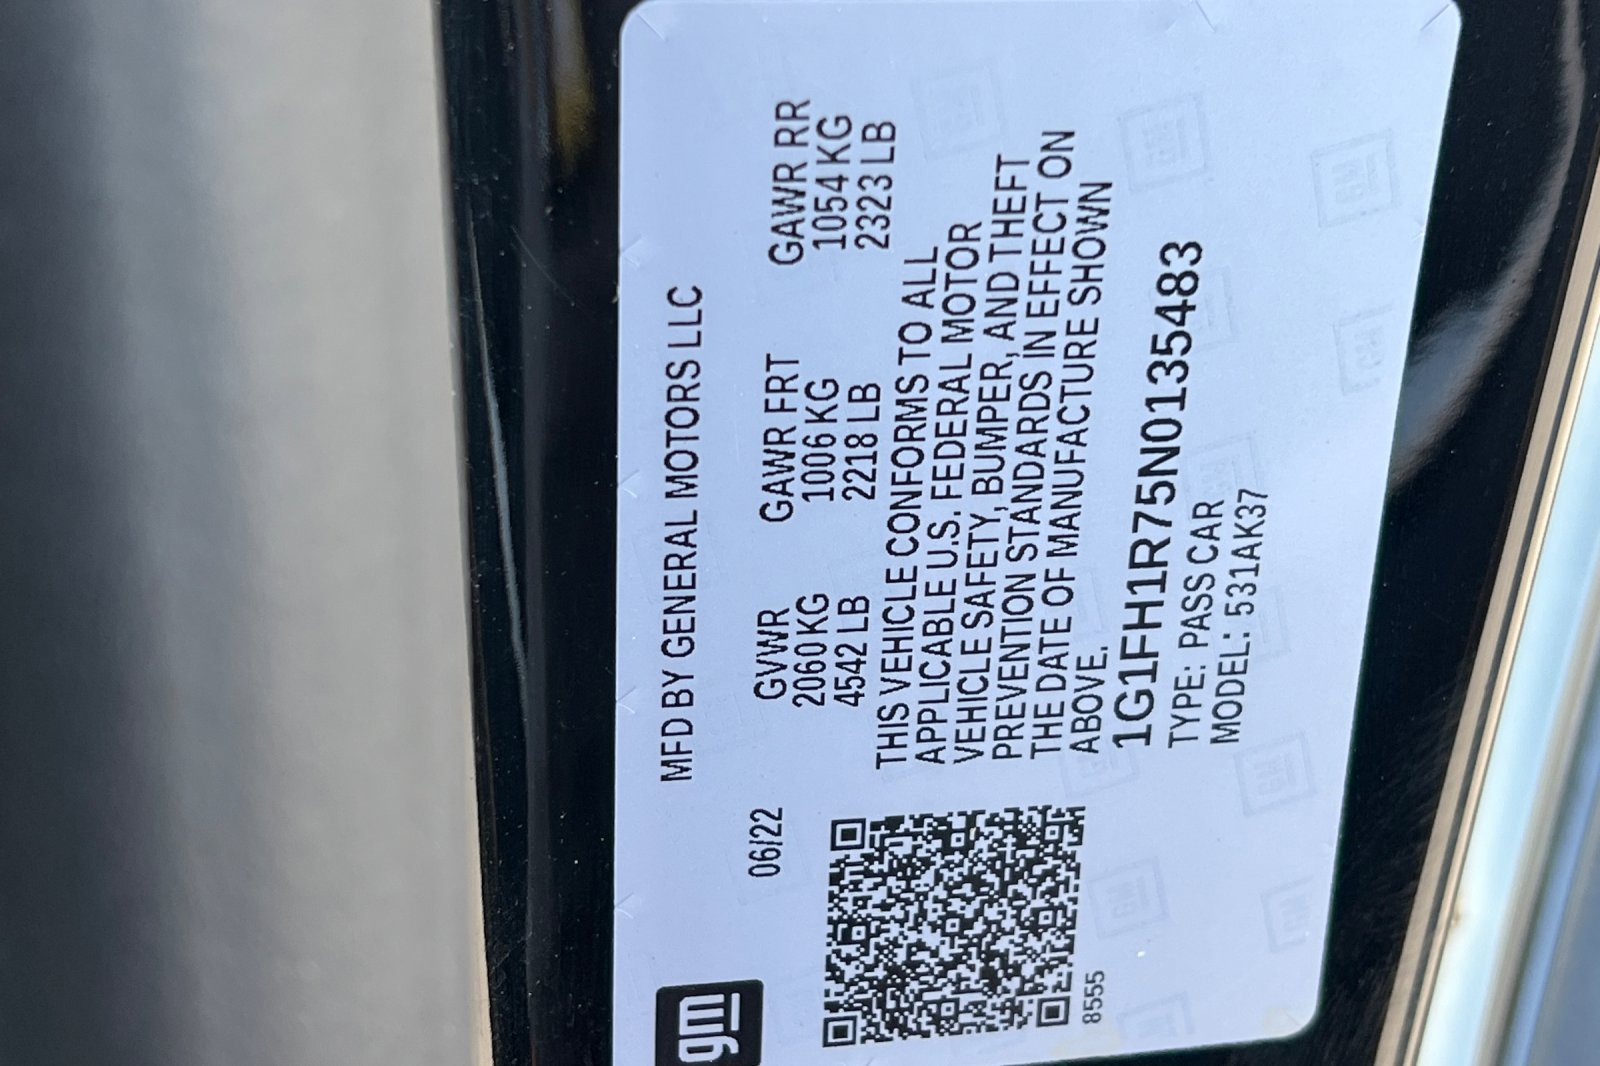 gm
MFD BY GENERAL MOTORS LLC
06/22
GVWR GAWR FRT GAWR RR
2060 KG 1006 KG 1054 KG
4542 LB 2218 LB 2323 LB
THIS VEHICLE CONFORMS TO ALL
APPLICABLE U.S. FEDERAL MOTOR
VEHICLE SAFETY, BUMPER, AND THEFT
PREVENTION STANDARDS IN EFFECT ON
THE DATE OF MANUFACTURE SHOWN
ABOVE.
1G1FH1R75N0135483
TYPE: PASS CAR
MODEL: 531AK37
8555